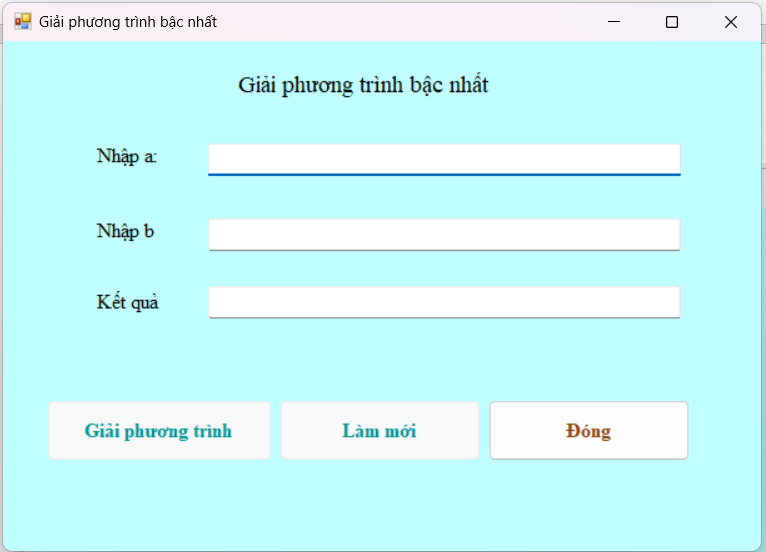 Giải phương trình bậc nhất
Giải phương trình bậc nhất
Nhập a:
Nhập b
Kết quả
Giải phương trình Làm mới Đóng